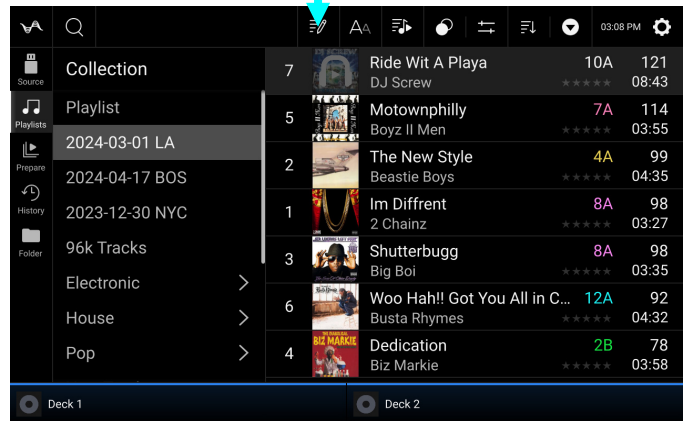 AA
03:08 PM
Source
Playlists
Prepare
History
Folder
Collection
Playlist
2024-03-01 LA
2024-04-17 BOS
2023-12-30 NYC
96k Tracks
Electronic
House
Pop
7
Ride Wit A Playa
10A
121
DJ Screw
08:43
5
Motownphilly
7A
114
Boyz II Men
03:55
2
The New Style
4A
99
Beastie Boys
04:35
1
Im Diffrent
8A
98
2 Chainz
03:27
3
Shutterbugg
8A
98
Big Boi
03:35
6
Woo Hah!! Got You All in C...
12A
92
Busta Rhymes
04:32
4
BIZ MARKIE
Dedication
2B
78
Biz Markie
03:58
Deck 1
Deck 2